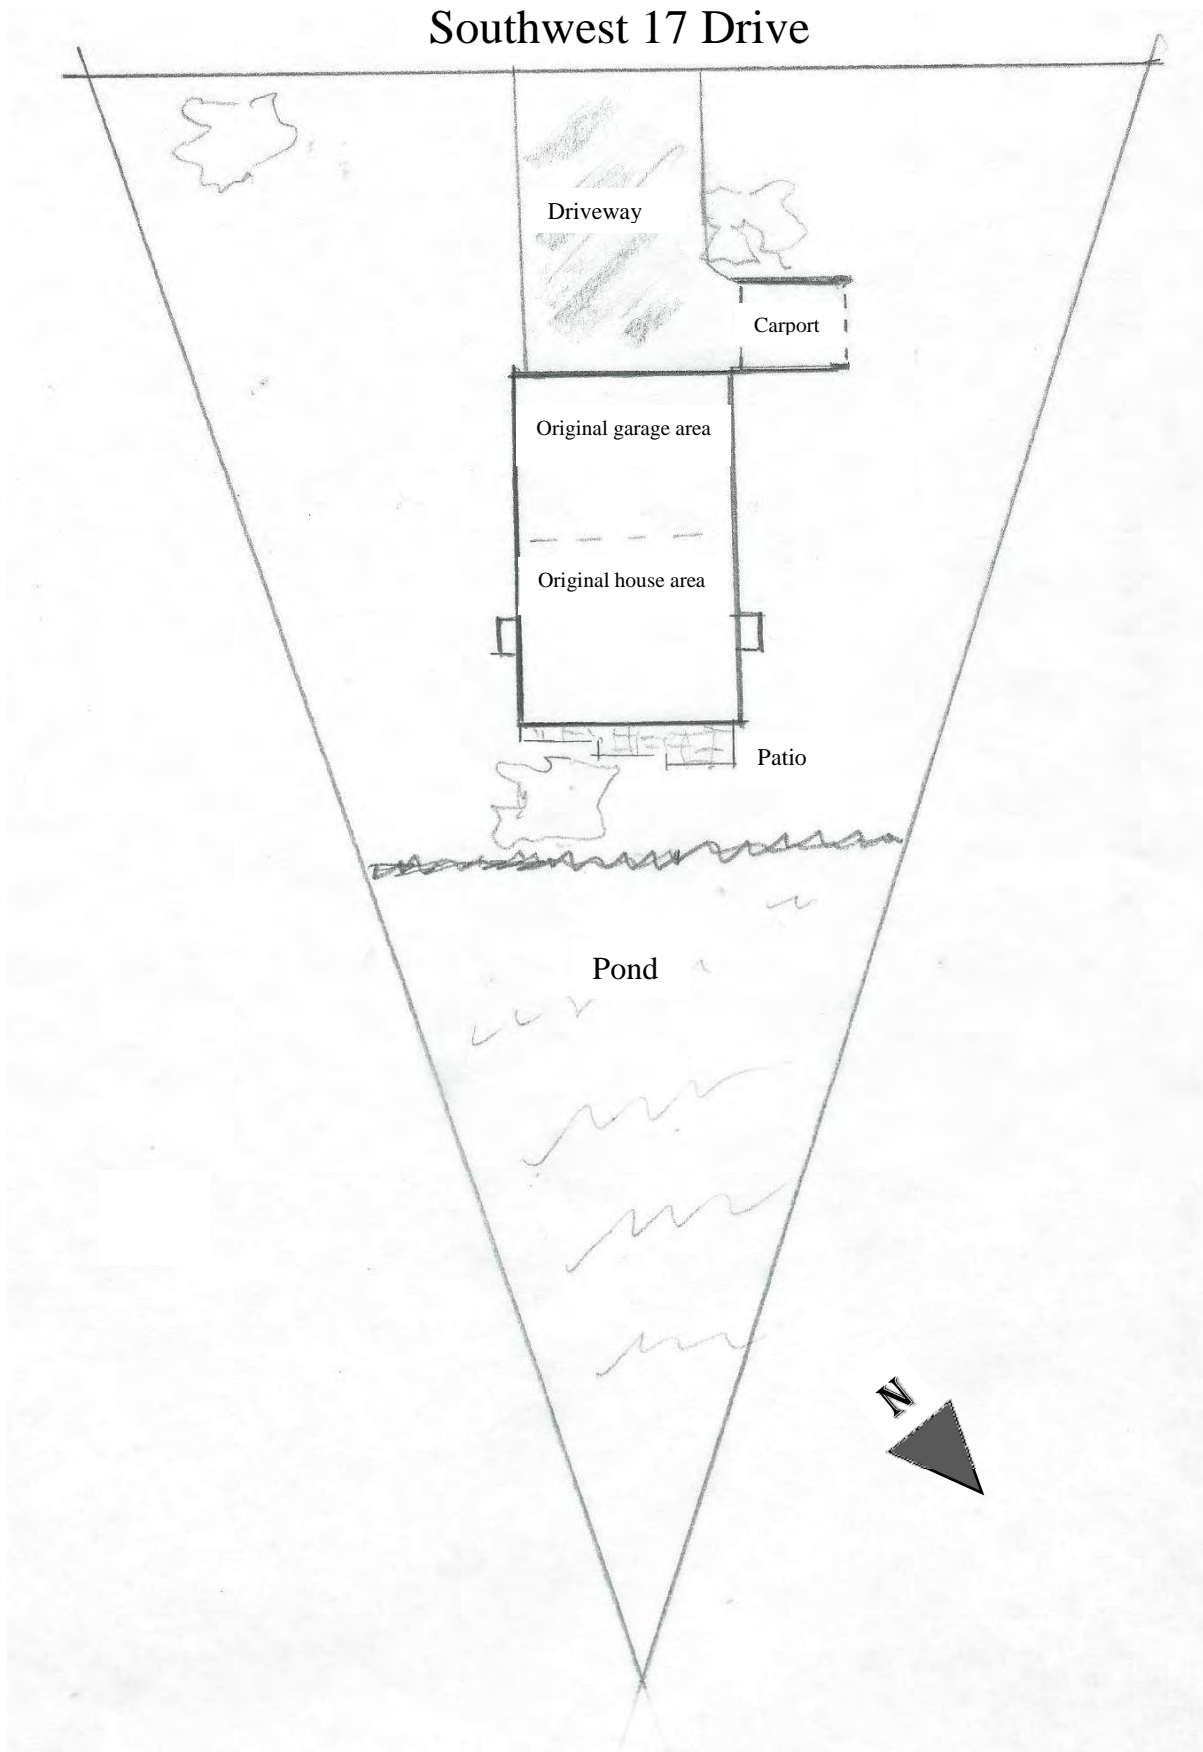 Southwest 17 Drive
Driveway
Carport
Original garage area
Original house area
Patio
Pond
N